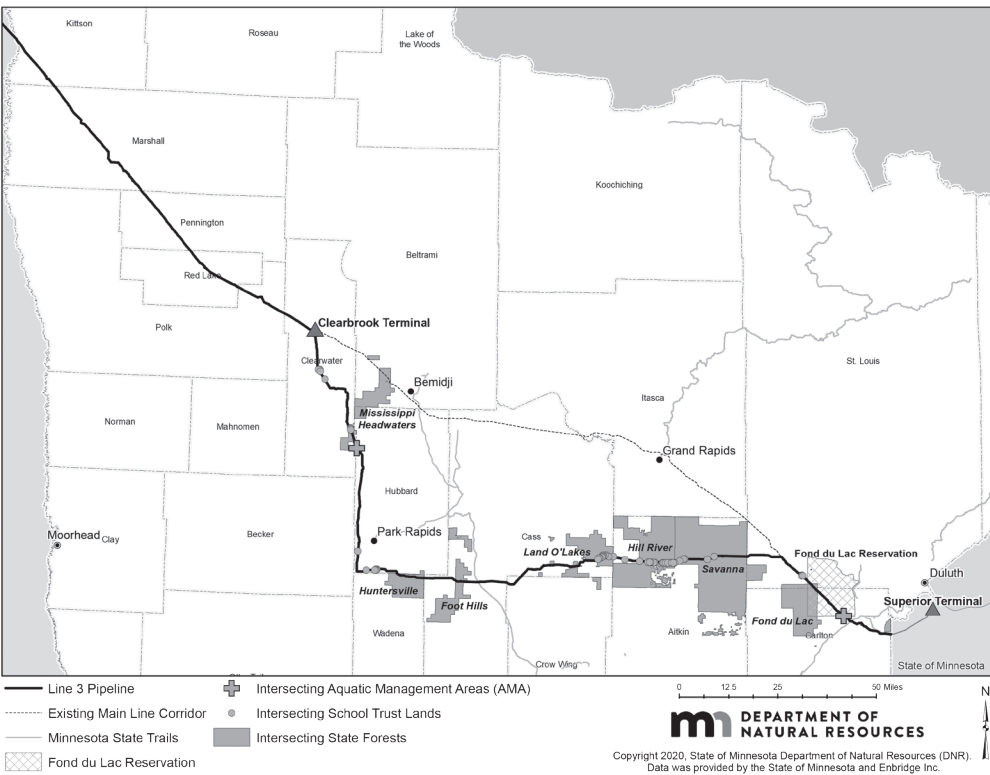 Kittson
Roseau
Lake of
the Woods
Marshall
Koochiching
Pennington
Beltrami
Red Lake
Polk
Clearbrook Terminal
Clearwater
St. Louis
Bemidji
Itasca
Mississippi
Headwaters
Norman
Mahnomen
Grand Rapids
Hubbard
Moorhead
Clay
Becker
Park Rapids
Cass
Land O'Lakes
Hill River
Savanna
Fond du Lac Reservation
Duluth
Huntersville
Foot Hills
Superior Terminal
Fond du Lac
Wadena
Aitkin
Carlton
Crow Wing
State of Minnesota
Line 3 Pipeline
Existing Main Line Corridor
Minnesota State Trails
Fond du Lac Reservation
Intersecting Aquatic Management Areas (AMA)
Intersecting School Trust Lands
Intersecting State Forests
0 12.5 25 50 Miles
N
mn DEPARTMENT OF
NATURAL RESOURCES
Copyright 2020, State of Minnesota Department of Natural Resources (DNR).
Data was provided by the State of Minnesota and Enbridge Inc.